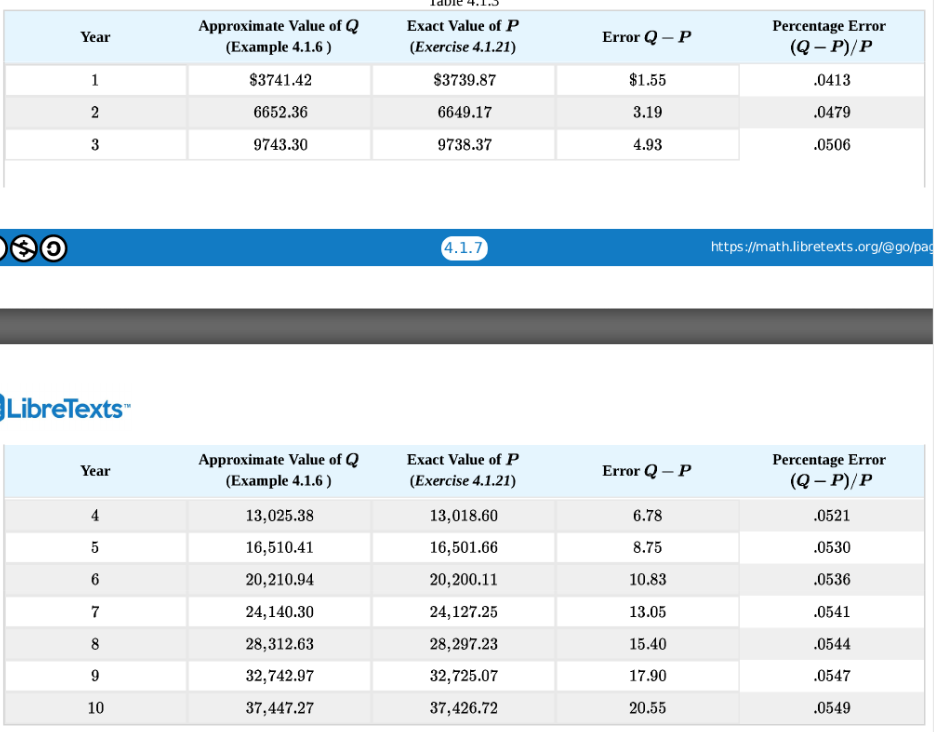 Table 4.1.3
Year	Approximate Value of Q (Example 4.1.6 )	Exact Value of P (Exercise 4.1.21)	Error Q − P	Percentage Error (Q − P)/P
1	$3741.42	$3739.87	$1.55	.0413
2	6652.36	6649.17	3.19	.0479
3	9743.30	9738.37	4.93	.0506
4.1.7	https://math.libretexts.org/@go/pag
LibreTexts™
Year	Approximate Value of Q (Example 4.1.6 )	Exact Value of P (Exercise 4.1.21)	Error Q − P	Percentage Error (Q − P)/P
4	13,025.38	13,018.60	6.78	.0521
5	16,510.41	16,501.66	8.75	.0530
6	20,210.94	20,200.11	10.83	.0536
7	24,140.30	24,127.25	13.05	.0541
8	28,312.63	28,297.23	15.40	.0544
9	32,742.97	32,725.07	17.90	.0547
10	37,447.27	37,426.72	20.55	.0549